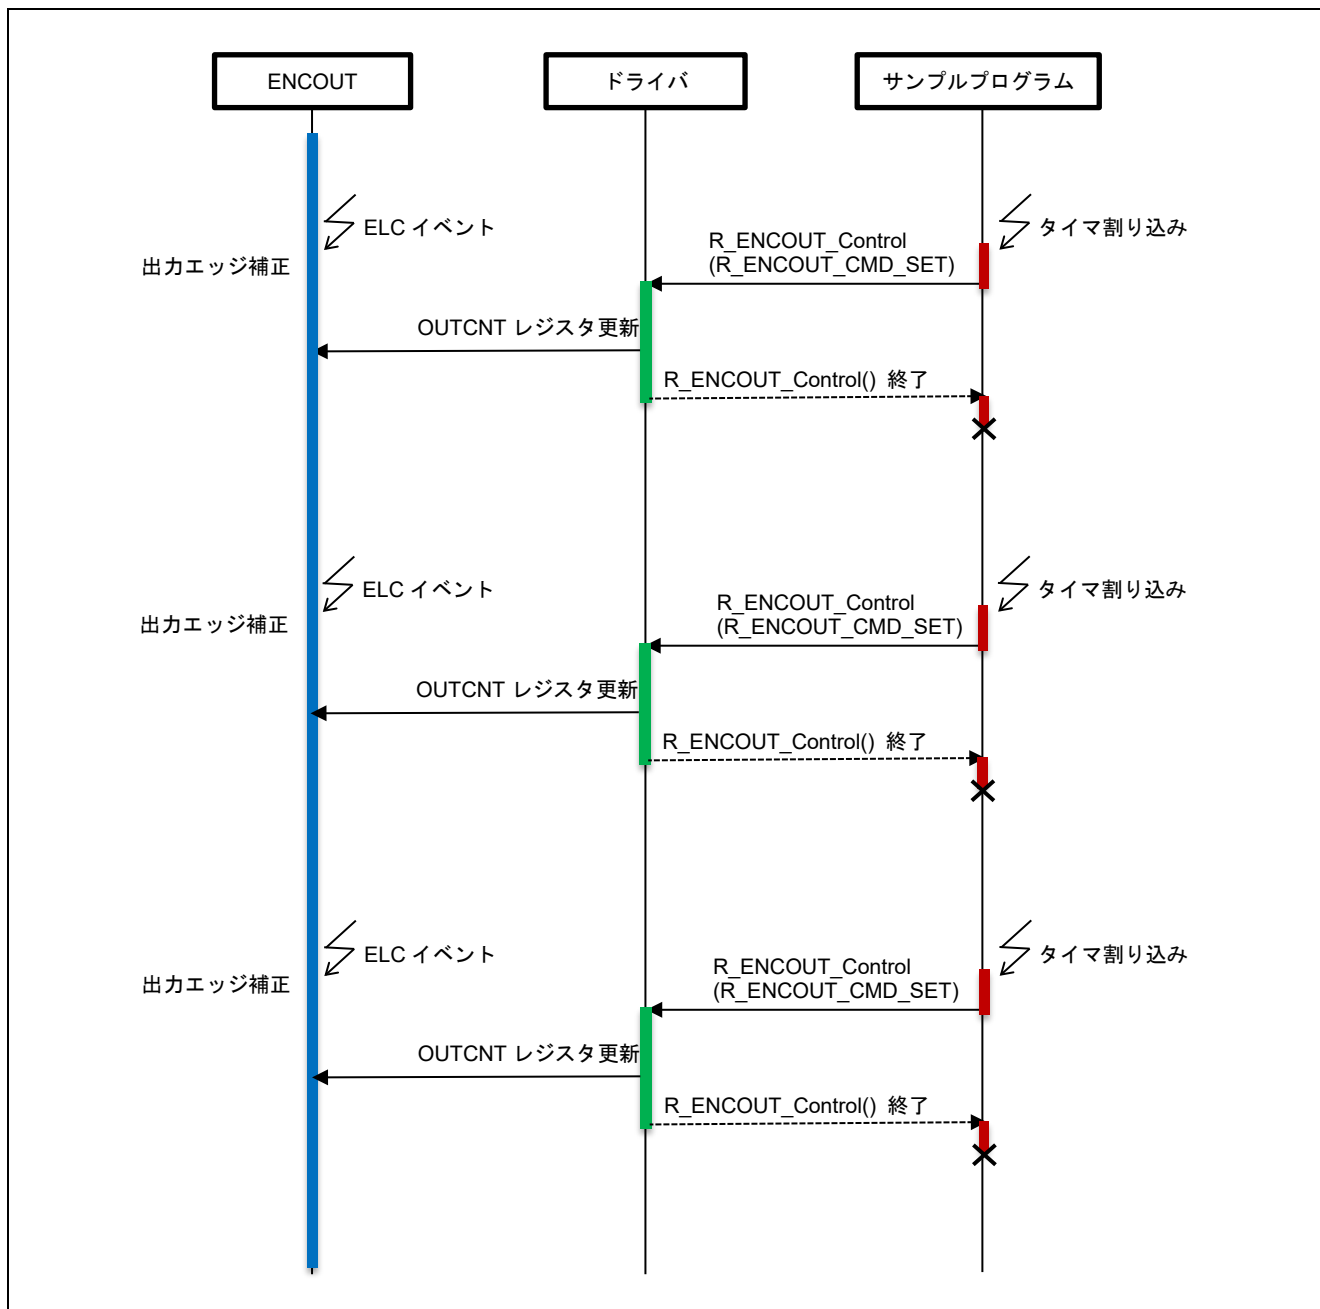 ENCOUT
ドライバ
サンプルプログラム
ELC イベント
タイマ割り込み
出力エッジ補正
R_ENCOUT_Control
(R_ENCOUT_CMD_SET)
OUTCNT レジスタ更新
R_ENCOUT_Control() 終了
ELC イベント
タイマ割り込み
出力エッジ補正
R_ENCOUT_Control
(R_ENCOUT_CMD_SET)
OUTCNT レジスタ更新
R_ENCOUT_Control() 終了
ELC イベント
タイマ割り込み
出力エッジ補正
R_ENCOUT_Control
(R_ENCOUT_CMD_SET)
OUTCNT レジスタ更新
R_ENCOUT_Control() 終了